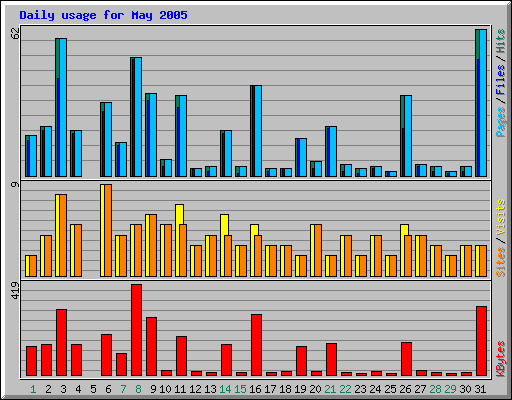 Daily usage for May 2005
62
Pages / Files / Hits
9
Sites / Visits
419
KBytes
1 2 3 4 5 6 7 8 9 10 11 12 13 14 15 16 17 18 19 20 21 22 23 24 25 26 27 28 29 30 31